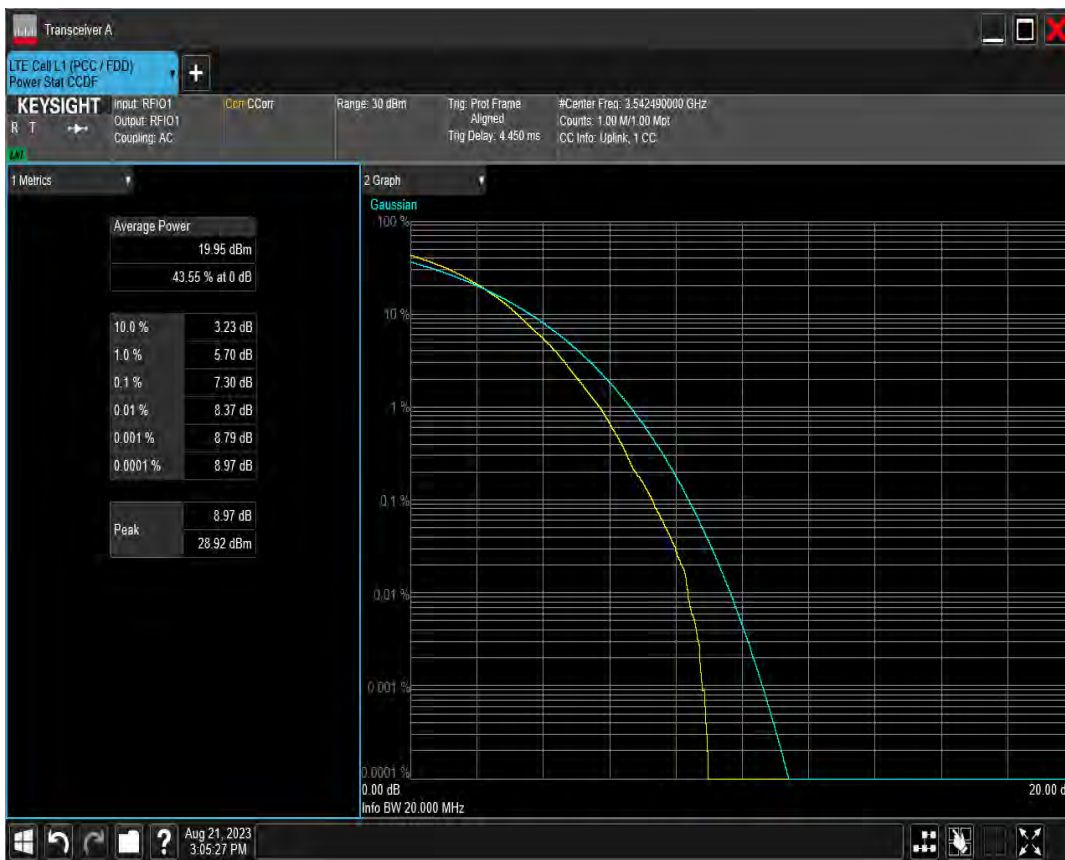 Transceiver A
LTE Cell L1 (PCC / FDD)
Power Stat CCDF
+
KEYSIGHT
R T
LNI
Input: RFIO1
Output: RFIO1
Coupling: AC
Corr CCorr
Range: 30 dBm
Trig: Prot Frame
Aligned
Trig Delay: 4.450 ms
#Center Freq: 3.542490000 GHz
Counts: 1.00 M/1.00 Mpt
CC Info: Uplink, 1 CC
1 Metrics
Average Power
19.95 dBm
43.55 % at 0 dB
10.0 % 3.23 dB
1.0 % 5.70 dB
0.1 % 7.30 dB
0.01 % 8.37 dB
0.001 % 8.79 dB
0.0001 % 8.97 dB
Peak
8.97 dB
28.92 dBm
2 Graph
Gaussian
100 %
10 %
1 %
0.1 %
0.01 %
0.001 %
0.0001 %
0.00 dB 20.00 d
Info BW 20.000 MHz
?
Aug 21, 2023
3:05:27 PM